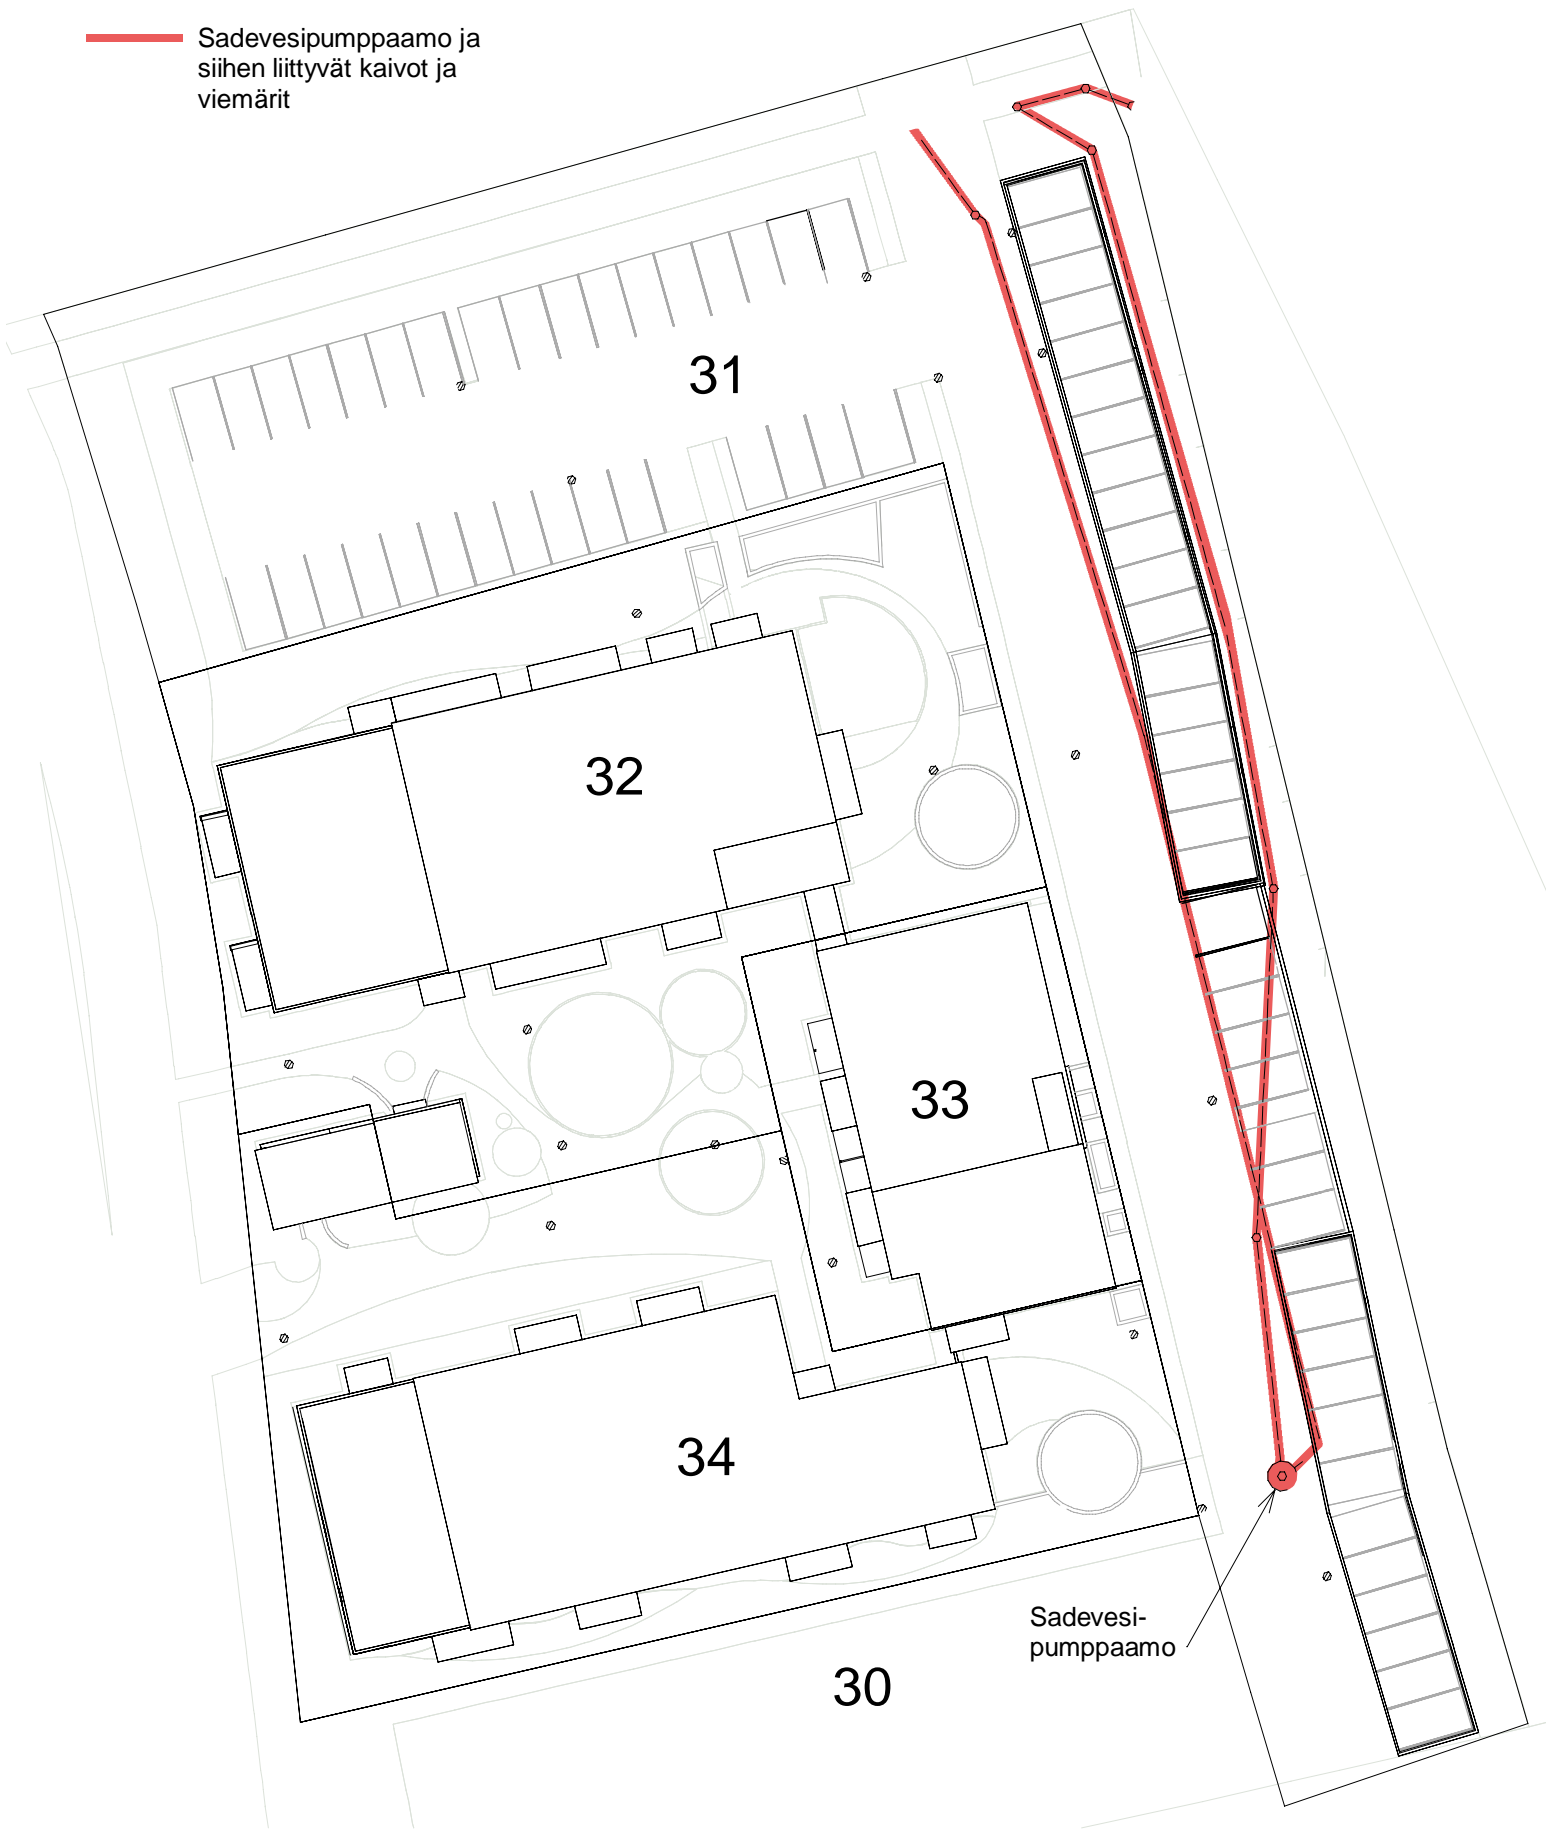 Sadevesipumppaamo ja
siihen liittyvät kaivot ja
viemärit
31
32
33
34
Sadevesi-
pumppaamo
30